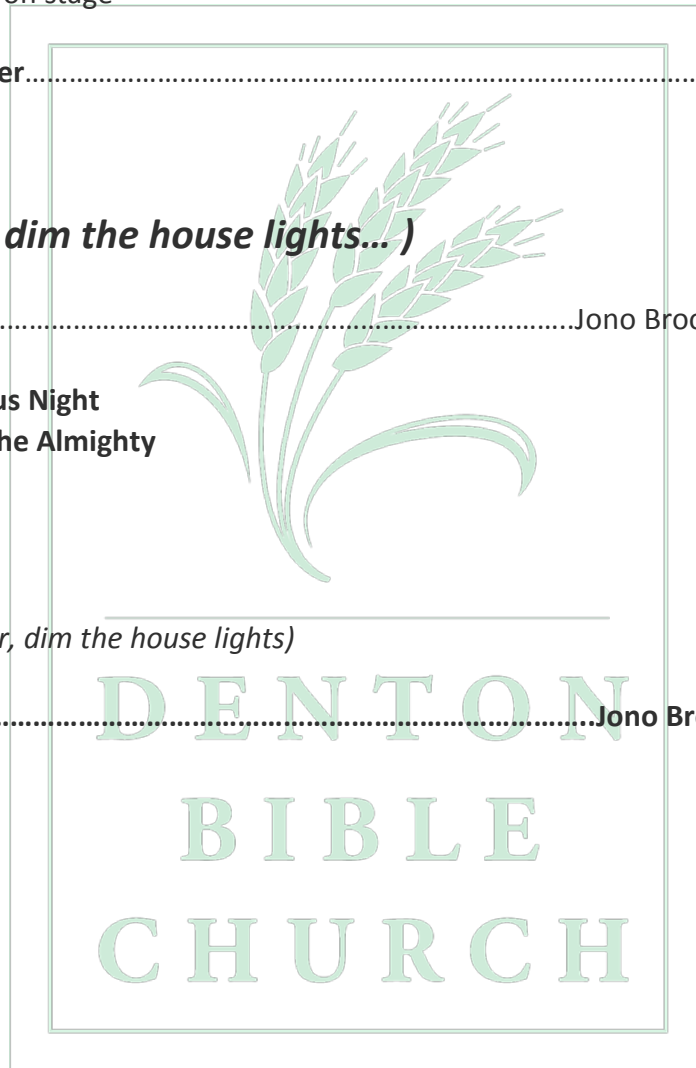 on stage
er……………………………………………………………………
dim the house lights… )
……………………………………………………………Jono Broo
us Night
he Almighty
r, dim the house lights)
DENTON
……………………………………………………………Jono Br
BIBLE
CHURCH